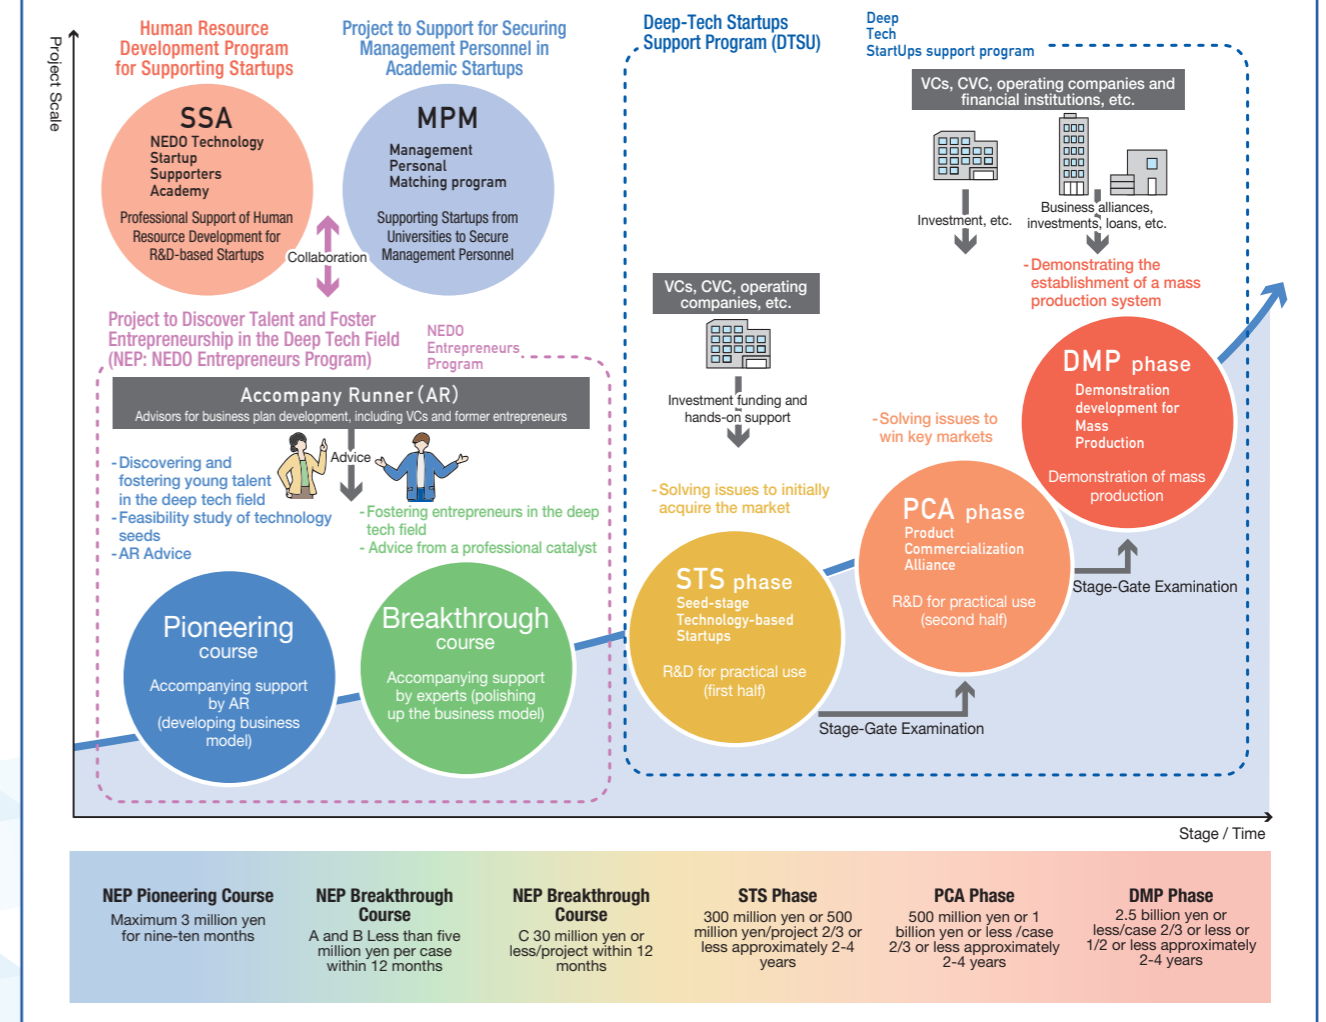 Project Scale
Human Resource
Development Program
for Supporting Startups
SSA
NEDO Technology
Startup
Supporters
Academy
Professional Support of Human
Resource Development for
R&D-based Startups
Project to Support for Securing
Management Personnel in
Academic Startups
MPM
Management
Personal
Matching program
Supporting Startups from
Universities to Secure
Management Personnel
Collaboration
Project to Discover Talent and Foster
Entrepreneurship in the Deep Tech Field
(NEP: NEDO Entrepreneurs Program)
NEDO
Entrepreneurs
Program
Accompany Runner (AR)
Advisors for business plan development, including VCs and former entrepreneurs
Advice
- Discovering and
fostering young talent
in the deep tech field
- Feasibility study of technology
seeds
- AR Advice
- Fostering entrepreneurs in the deep
tech field
- Advice from a professional catalyst
Pioneering
course
Accompanying support
by AR
(developing business
model)
Breakthrough
course
Accompanying support
by experts (polishing
up the business model)
Deep-Tech Startups
Support Program (DTSU)
Deep
Tech
StartUps support program
VCs, CVC, operating
companies, etc.
Investment funding and
hands-on support
- Solving issues to initially
acquire the market
STS phase
Seed-stage
Technology-based
Startups
R&D for practical use
(first half)
Stage-Gate Examination
VCs, CVC, operating companies and
financial institutions, etc.
Investment, etc.
Business alliances,
investments, loans, etc.
- Solving issues to
win key markets
PCA phase
Product
Commercialization
Alliance
R&D for practical use
(second half)
Stage-Gate Examination
- Demonstrating the
establishment of a mass
production system
DMP phase
Demonstration
development for
Mass
Production
Demonstration of mass
production
Stage / Time
NEP Pioneering Course
Maximum 3 million yen
for nine-ten months
NEP Breakthrough
Course
A and B Less than five
million yen per case
within 12 months
NEP Breakthrough
Course
C 30 million yen or
less/project within 12
months
STS Phase
300 million yen or 500
million yen/project 2/3 or
less approximately 2-4
years
PCA Phase
500 million yen or 1
billion yen or less /case
2/3 or less approximately
2-4 years
DMP Phase
2.5 billion yen or
less/case 2/3 or less or
1/2 or less approximately
2-4 years